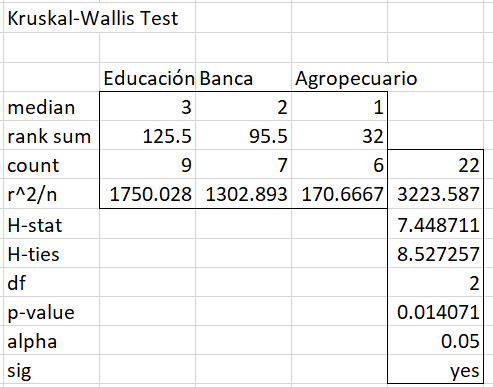 Kruskal-Wallis Test
Educación Banca Agropecuario
median 3 2 1
rank sum 125.5 95.5 32
count 9 7 6 22
r^2/n 1750.028 1302.893 170.6667 3223.587
H-stat 7.448711
H-ties 8.527257
df 2
p-value 0.014071
alpha 0.05
sig yes